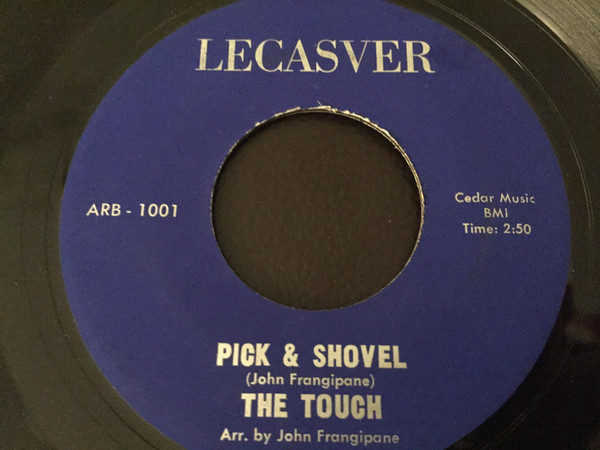 LECASVER
ARB - 1001
Cedar Music
BMI
Time: 2:50
PICK & SHOVEL
(John Frangipane)
THE TOUCH
Arr. by John Frangipane